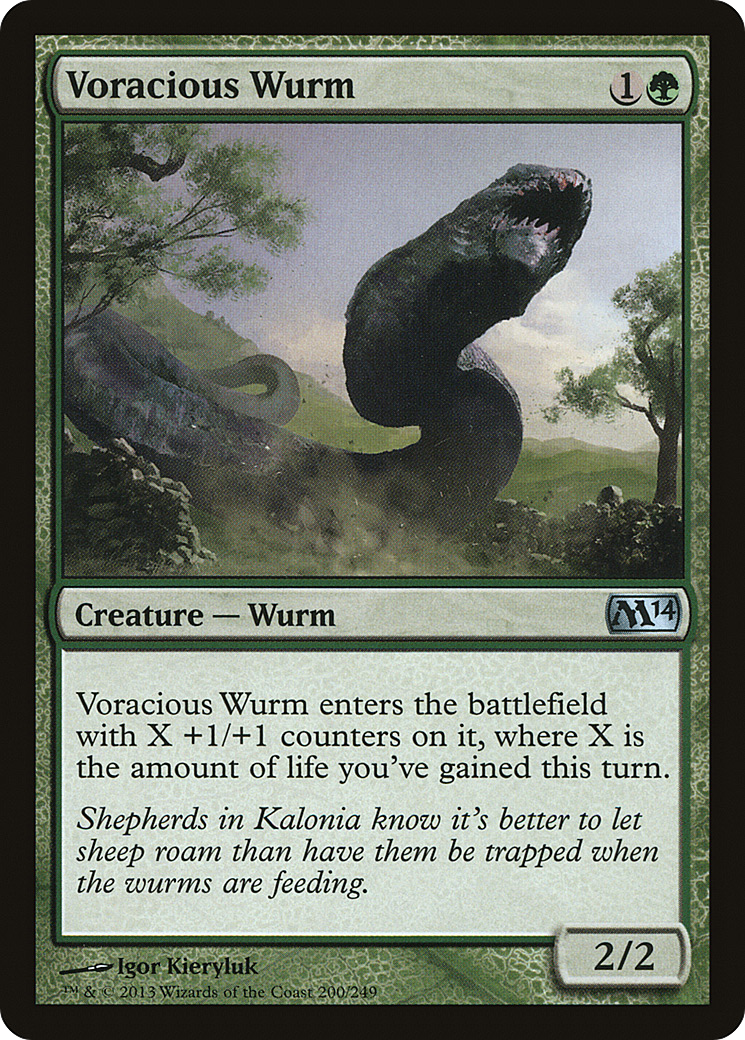 Voracious Wurm 1
Creature — Wurm M14
Voracious Wurm enters the battlefield
with X +1/+1 counters on it, where X is
the amount of life you've gained this turn.
Shepherds in Kalonia know it's better to let
sheep roam than have them be trapped when
the wurms are feeding.
2/2
Igor Kieryluk
™ & © 2013 Wizards of the Coast 200/249